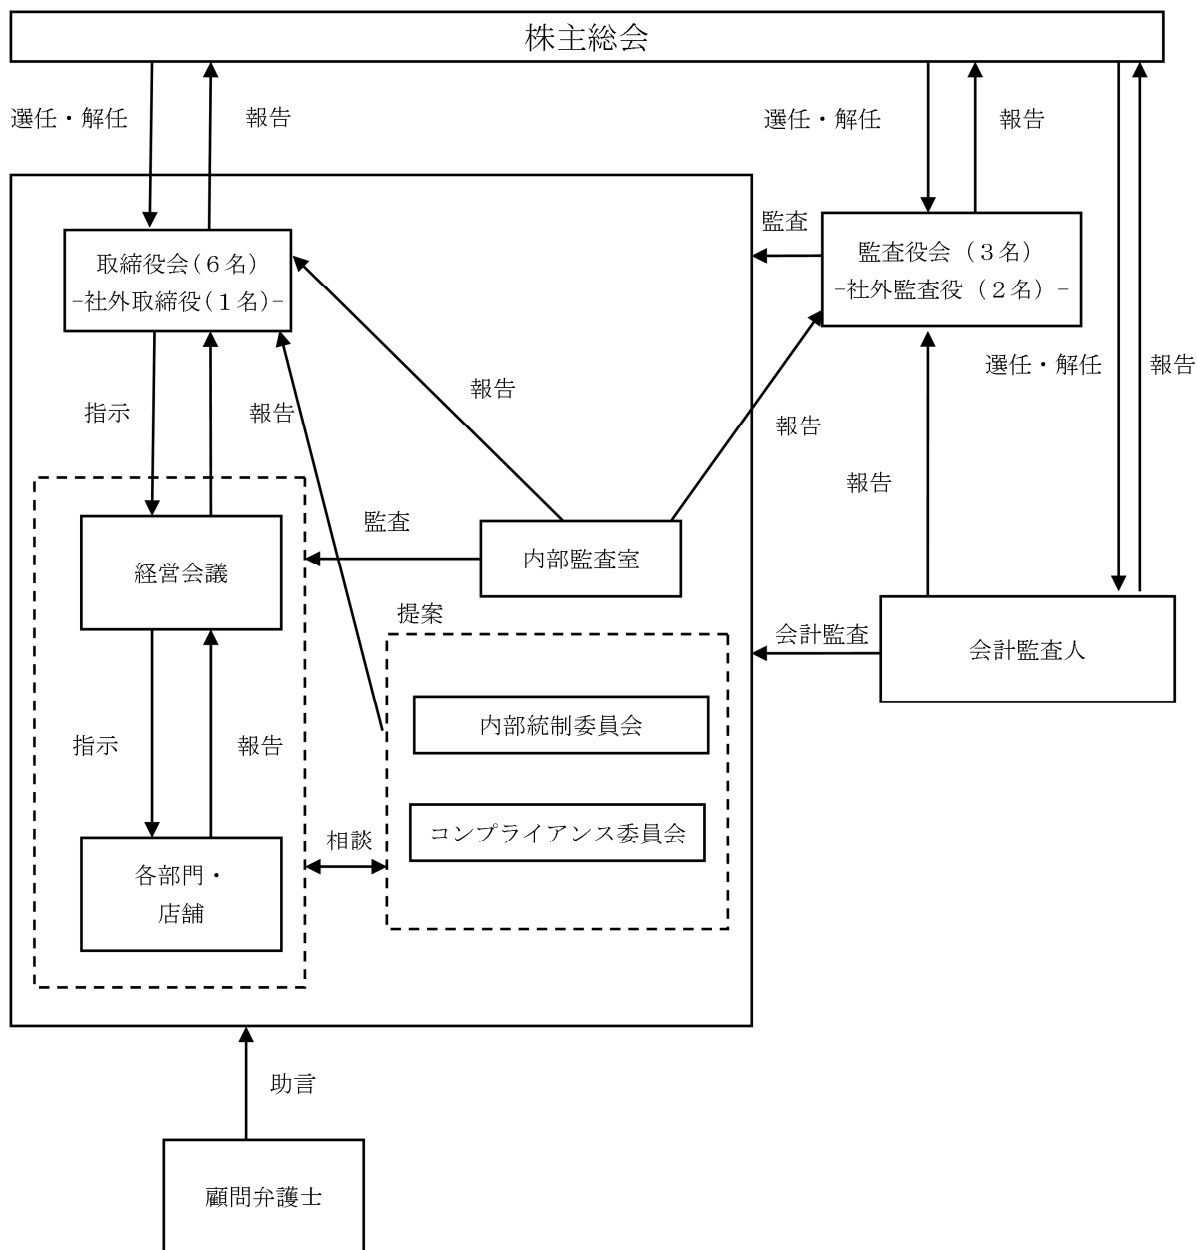 株主総会
選任・解任
報告
選任・解任
報告
監査
取締役会(6名)
-社外取締役(1名)-
監査役会（3名）
-社外監査役（2名）-
選任・解任
報告
指示
報告
報告
報告
報告
監査
経営会議
内部監査室
提案
会計監査
会計監査人
内部統制委員会
指示
報告
コンプライアンス委員会
相談
各部門・
店舗
助言
顧問弁護士